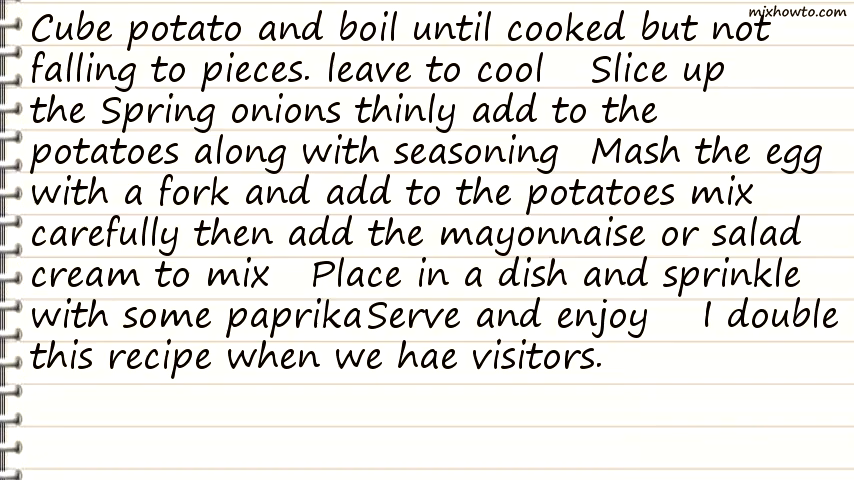 mjxhowto.com
Cube potato and boil until cooked but not
falling to pieces. leave to cool    Slice up
the Spring onions thinly add to the
potatoes along with seasoning   Mash the egg
with a fork and add to the potatoes mix
carefully then add the mayonnaise or salad
cream to mix    Place in a dish and sprinkle
with some paprikaServe and enjoy     I double
this recipe when we hae visitors.